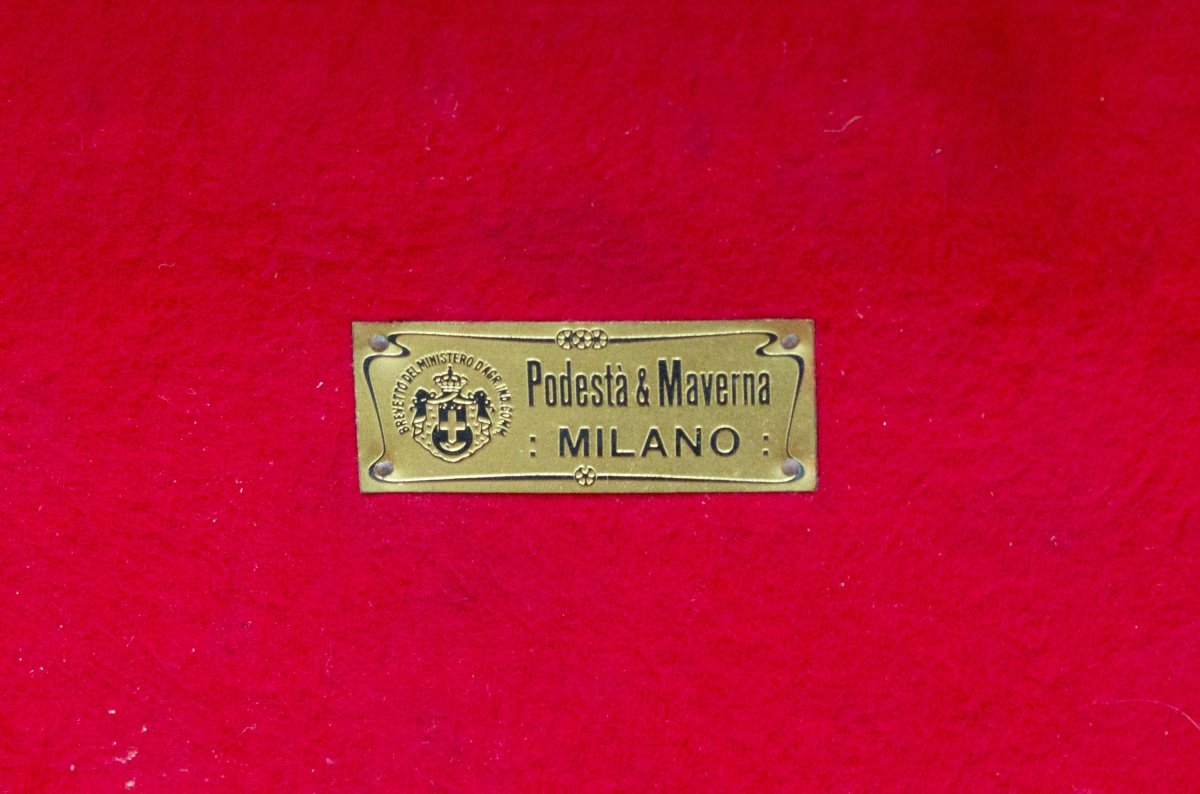 BREVETTO DEL MINISTERO D'AGR. IND. COMM.
Podestà & Maverna
: MILANO :